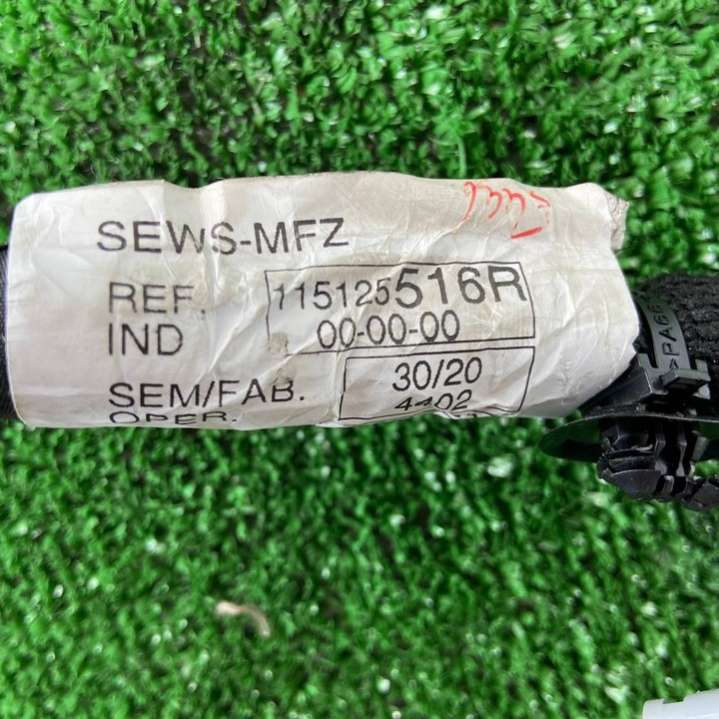 SEWS-MFZ
REF. 115125516R
IND 00-00-00
SEM/FAB. 30/20
OPER. 4402